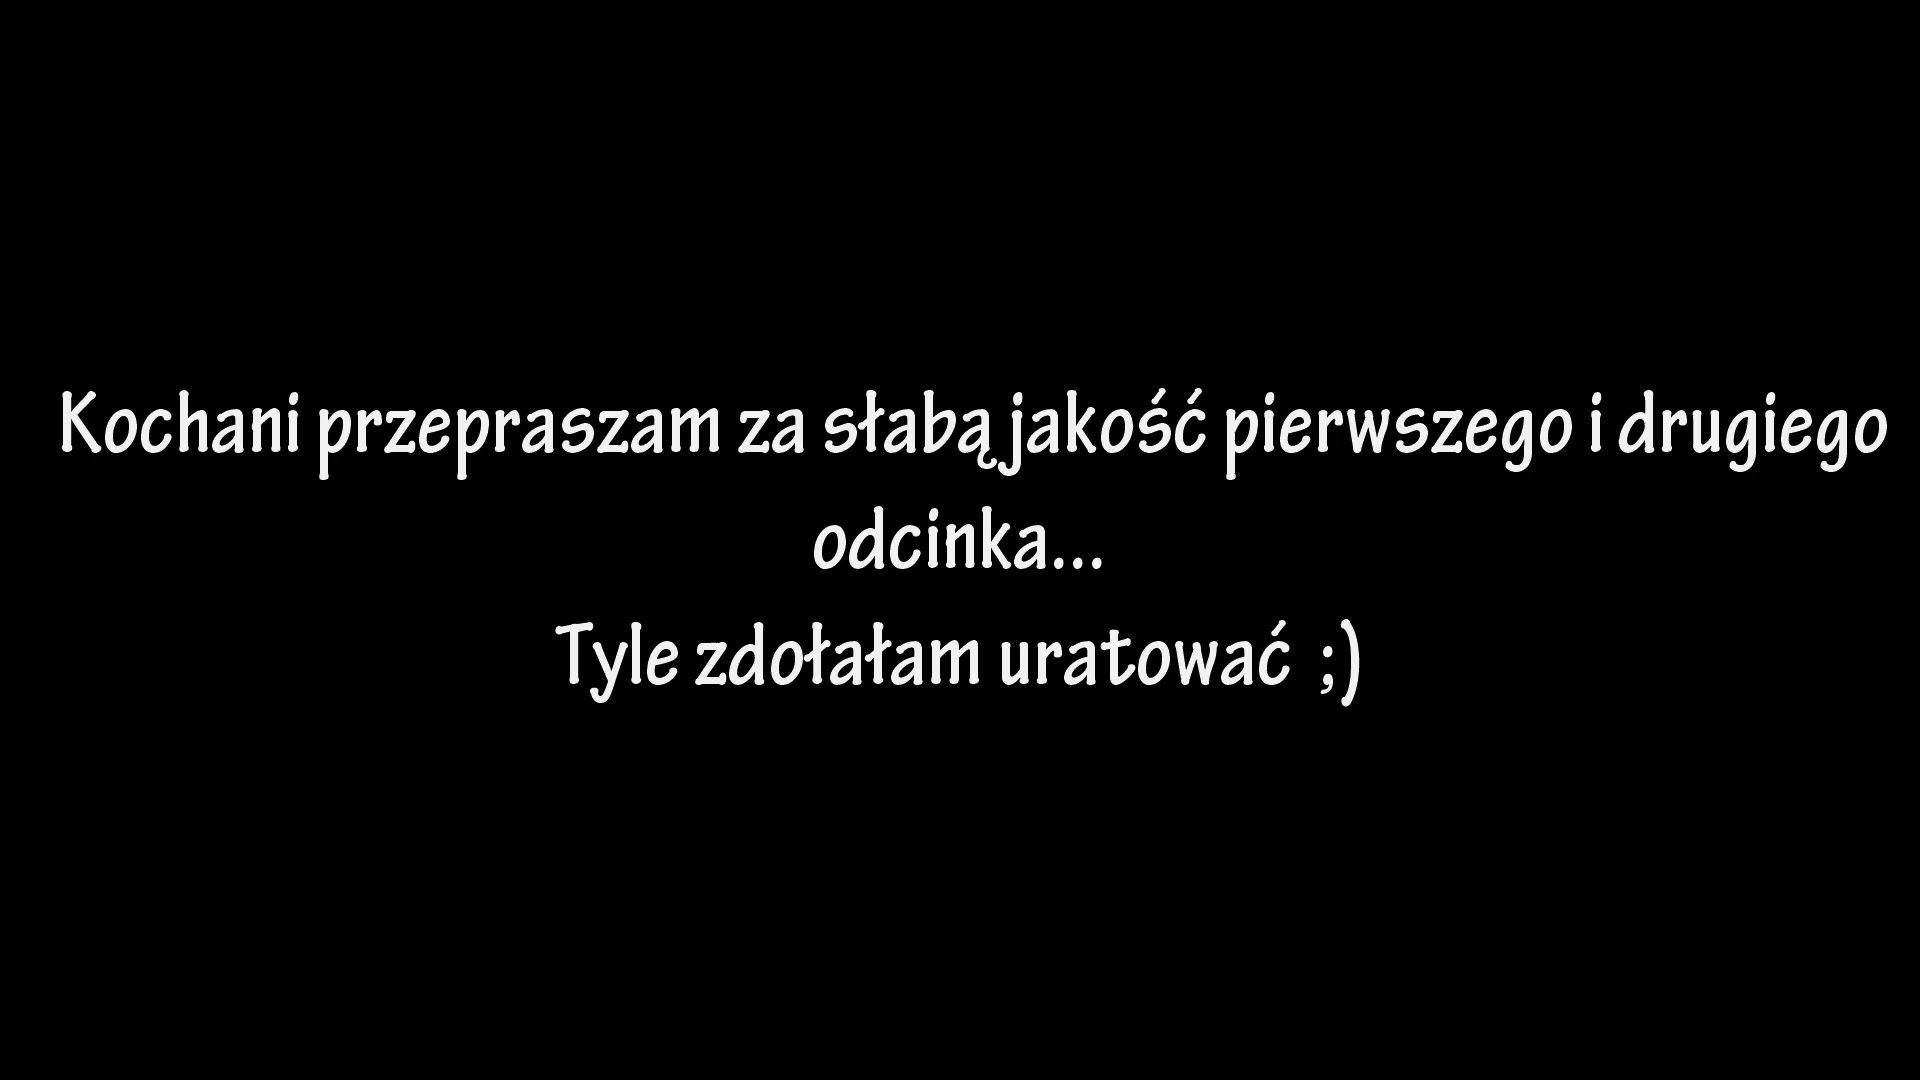 Kochani przepraszam za słabą jakość pierwszego i drugiego
odcinka...
Tyle zdołałam uratować ;)